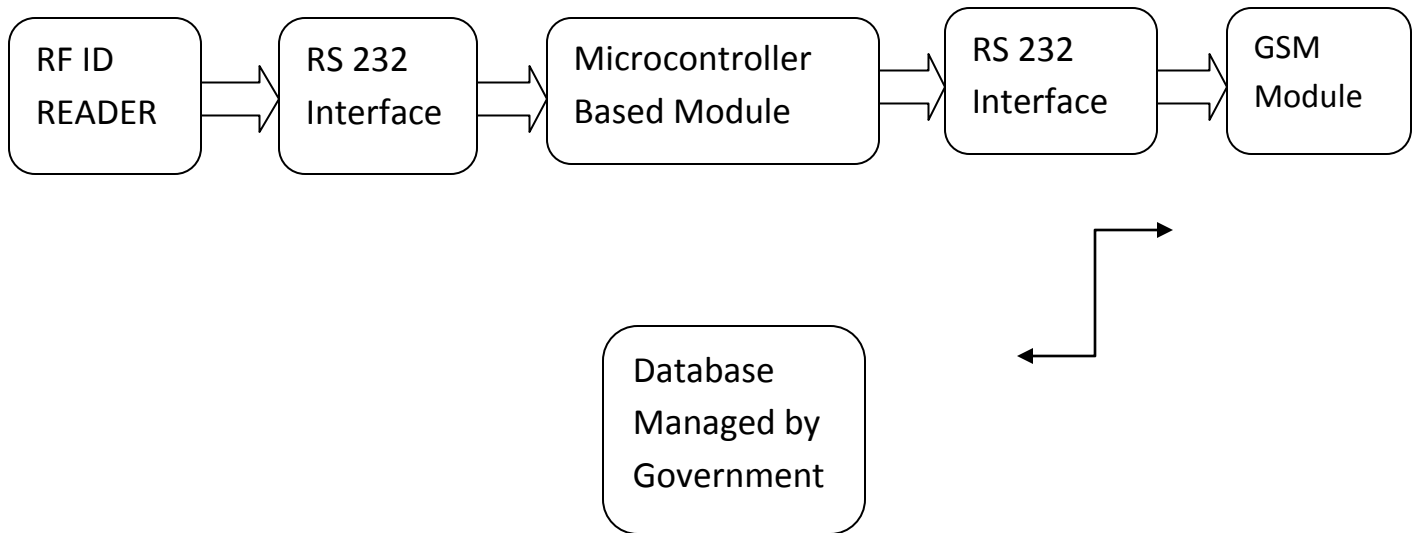 RF ID
READER
RS 232
Interface
Microcontroller
Based Module
RS 232
Interface
GSM
Module
Database
Managed by
Government